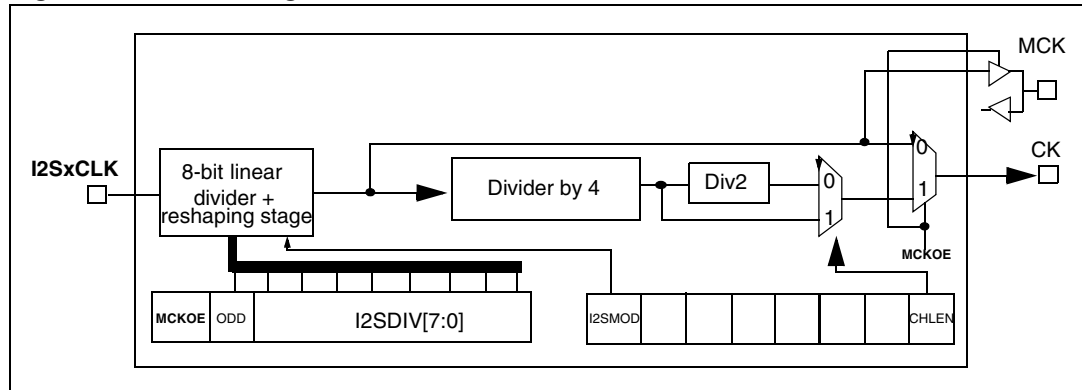 MCK
I2SxCLK
8-bit linear
divider +
reshaping stage
Divider by 4
Div2
0
1
0
1
CK
MCKOE
MCKOE
ODD
I2SDIV[7:0]
I2SMOD
CHLEN